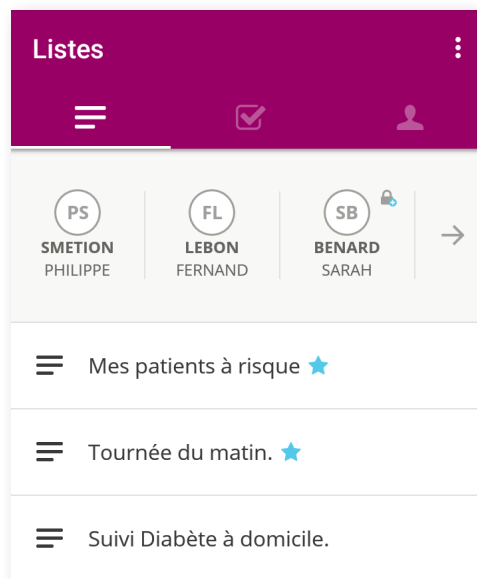 Listes
PS FL SB
SMETION LEBON BENARD
PHILIPPE FERNAND SARAH
Mes patients à risque
Tournée du matin.
Suivi Diabète à domicile.